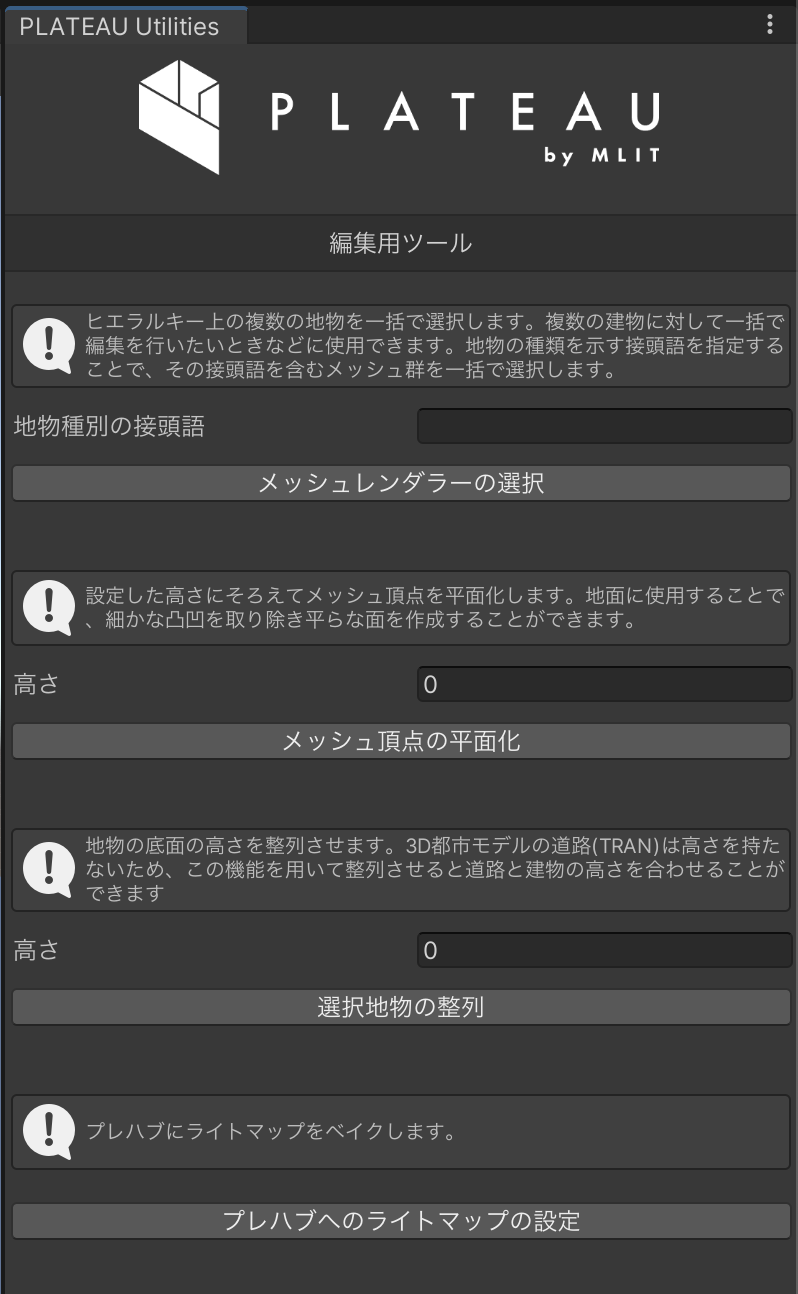 PLATEAU Utilities
PLATEAU
by MLIT
編集用ツール
ヒエラルキー上の複数の地物を一括で選択します。複数の建物に対して一括で
編集を行いたいときなどに使用できます。地物の種類を示す接頭語を指定する
ことで、その接頭語を含むメッシュ群を一括で選択します。
地物種別の接頭語
メッシュレンダラーの選択
設定した高さにそろえてメッシュ頂点を平面化します。地面に使用することで
、細かな凸凹を取り除き平らな面を作成することができます。
高さ 0
メッシュ頂点の平面化
地物の底面の高さを整列させます。3D都市モデルの道路(TRAN)は高さを持た
ないため、この機能を用いて整列させると道路と建物の高さを合わせることが
できます
高さ 0
選択地物の整列
プレハブにライトマップをベイクします。
プレハブへのライトマップの設定